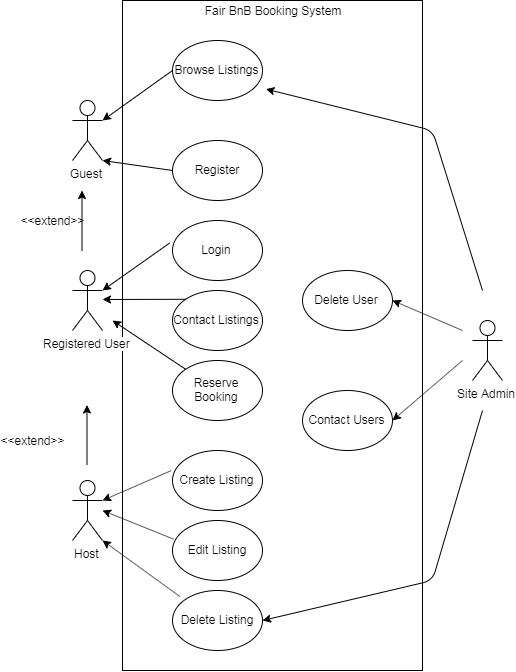 Fair BnB Booking System
Browse Listings
Guest
Register
<<extend>>
Login
Contact Listings
Registered User
Reserve
Booking
Delete User
Site Admin
Contact Users
<<extend>>
Create Listing
Host
Edit Listing
Delete Listing